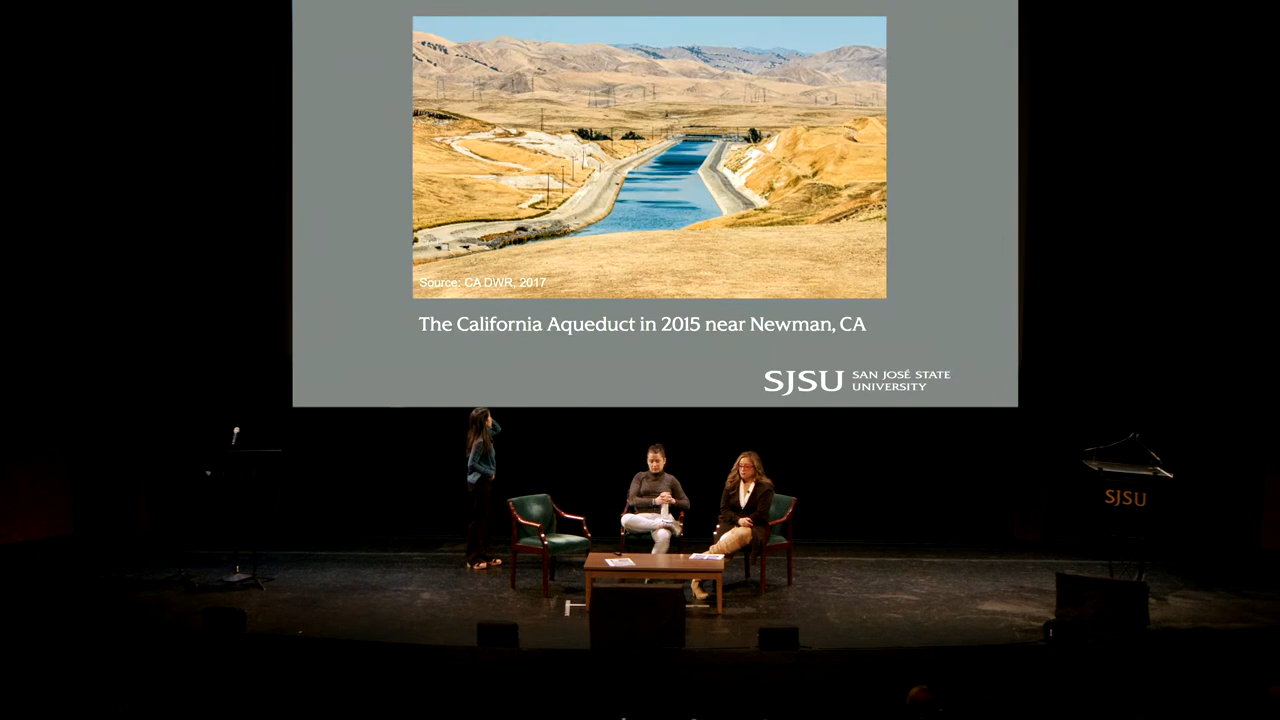 Source: CA DWR, 2017
The California Aqueduct in 2015 near Newman, CA
SJSU SAN JOSÉ STATE
UNIVERSITY
SJSU